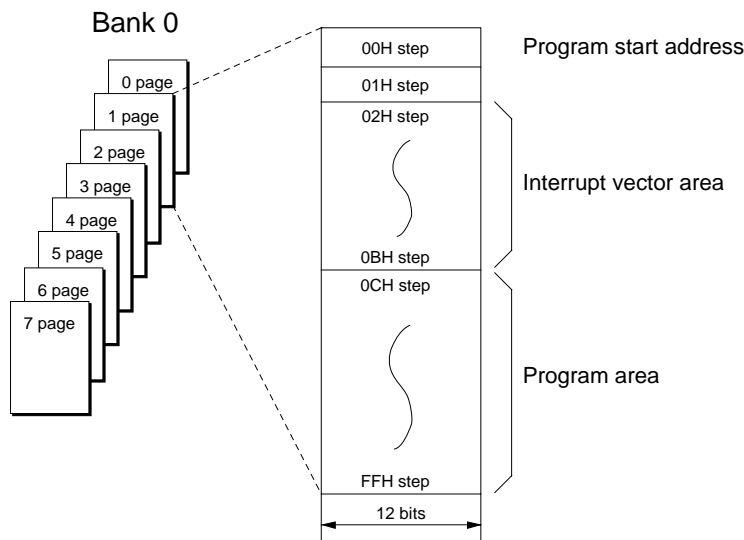 Bank 0
0 page
1 page
2 page
3 page
4 page
5 page
6 page
7 page
00H step
Program start address
01H step
02H step
Interrupt vector area
0BH step
0CH step
Program area
FFH step
12 bits